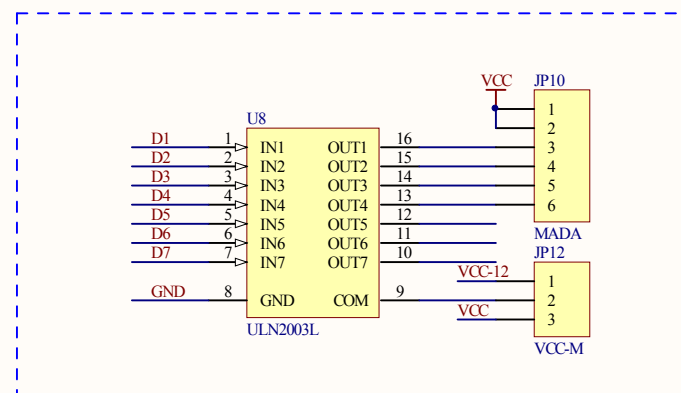 VCC JP10
U8 1
D1 1 IN1 OUT1 16 2
D2 2 IN2 OUT2 15 3
D3 3 IN3 OUT3 14 4
D4 4 IN4 OUT4 13 5
D5 5 IN5 OUT5 12 6
D6 6 IN6 OUT6 11 MADA
D7 7 IN7 OUT7 10 JP12
VCC-12 1
GND 8 GND COM 9 2
VCC 3
ULN2003L VCC-M